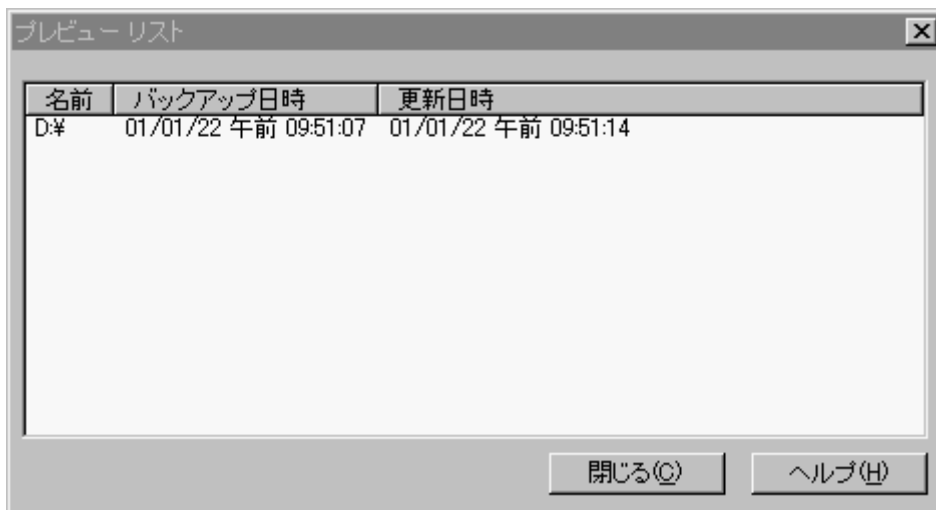 プレビュー リスト
名前 バックアップ日時 更新日時
D:¥ 01/01/22 午前 09:51:07 01/01/22 午前 09:51:14
閉じる(C) ヘルプ(H)